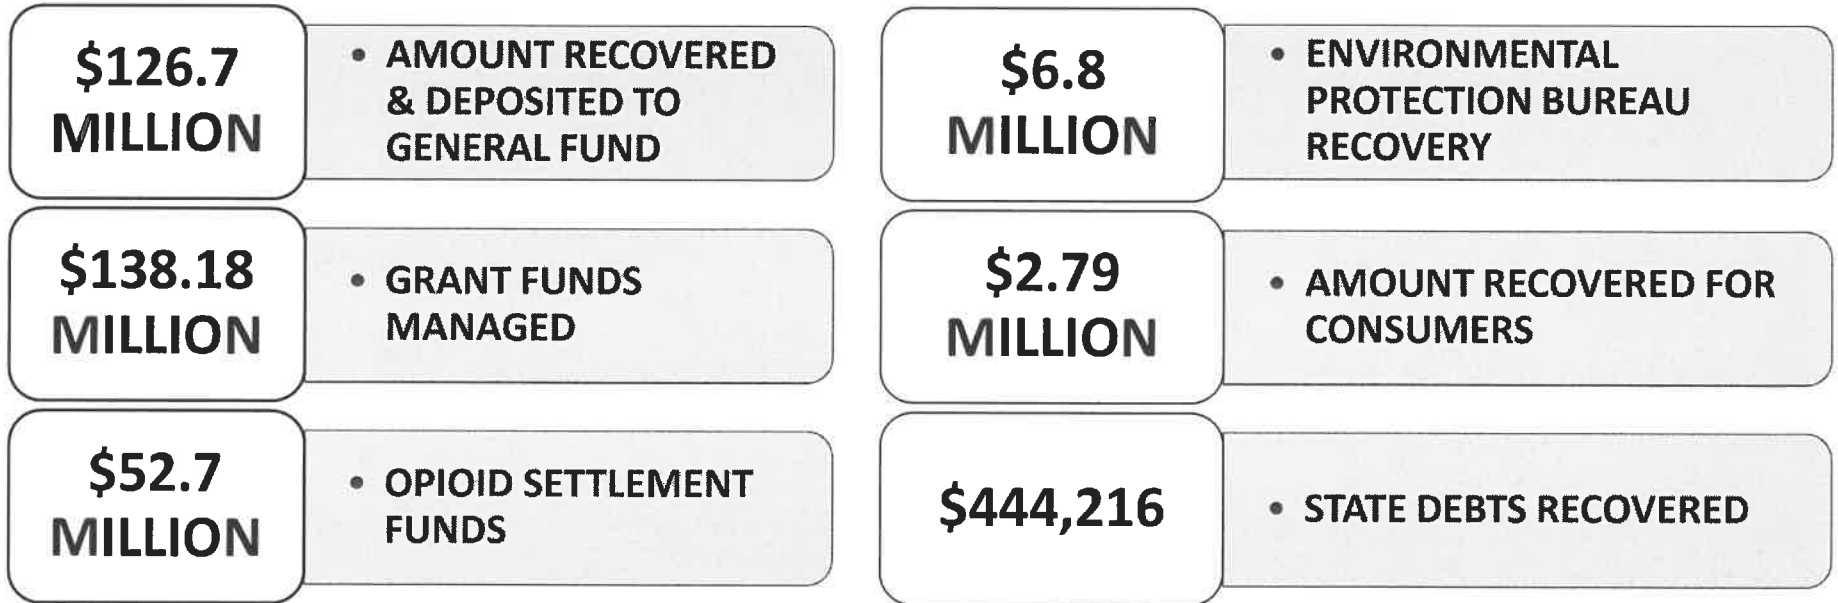 $126.7
MILLION
• AMOUNT RECOVERED
& DEPOSITED TO
GENERAL FUND
$138.18
MILLION
• GRANT FUNDS
MANAGED
$52.7
MILLION
• OPIOID SETTLEMENT
FUNDS
$6.8
MILLION
• ENVIRONMENTAL
PROTECTION BUREAU
RECOVERY
$2.79
MILLION
• AMOUNT RECOVERED FOR
CONSUMERS
$444,216
• STATE DEBTS RECOVERED